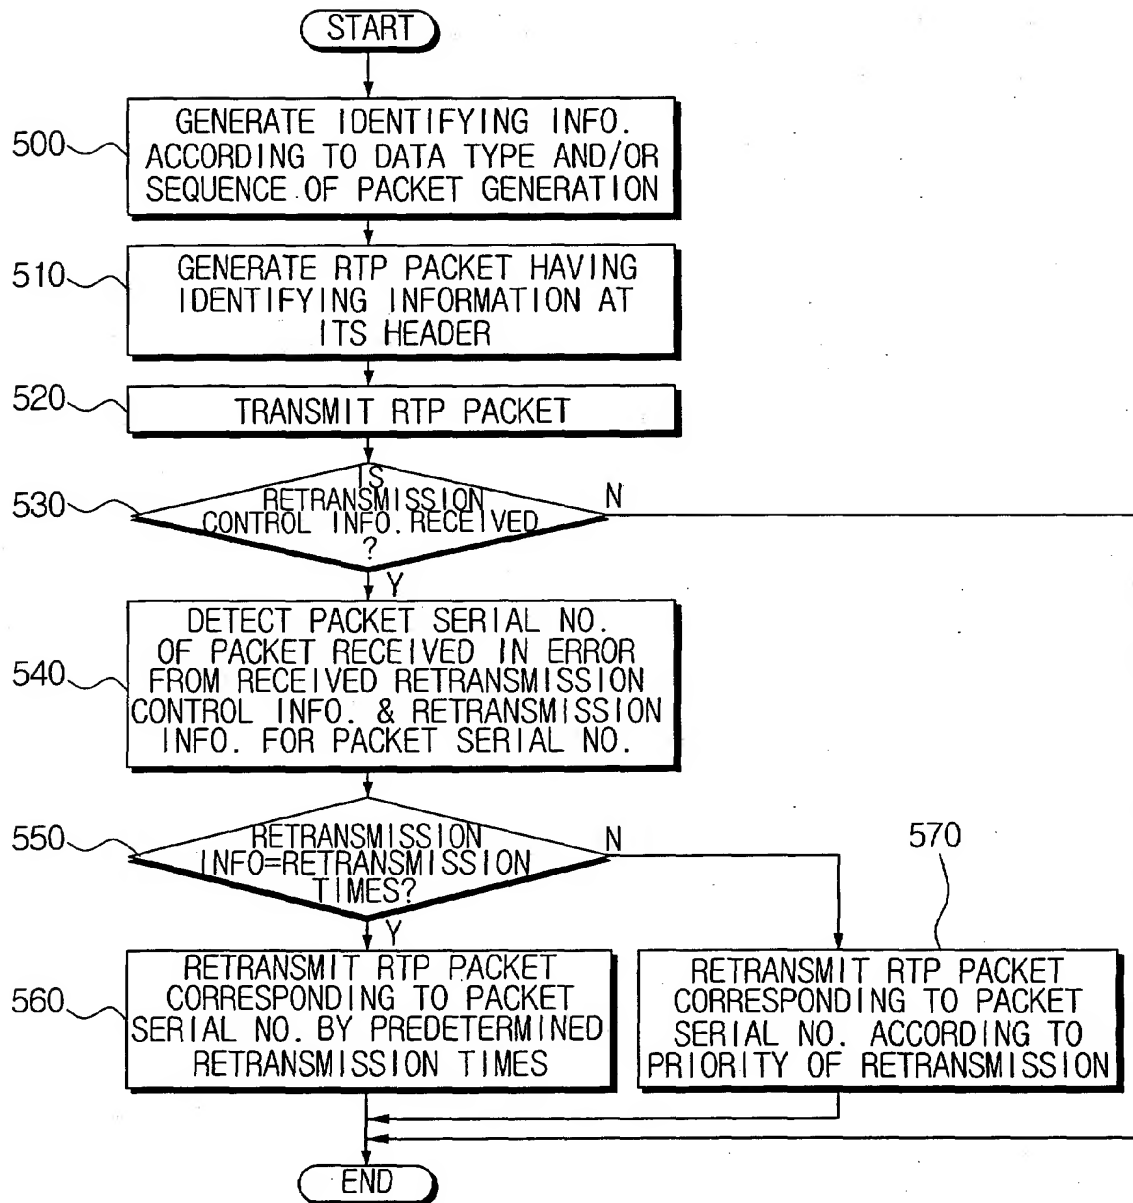 START
500
GENERATE IDENTIFYING INFO.
ACCORDING TO DATA TYPE AND/OR
SEQUENCE OF PACKET GENERATION
510
GENERATE RTP PACKET HAVING
IDENTIFYING INFORMATION AT
ITS HEADER
520
TRANSMIT RTP PACKET
530
IS
RETRANSMISSION
CONTROL INFO. RECEIVED
?
N
Y
540
DETECT PACKET SERIAL NO.
OF PACKET RECEIVED IN ERROR
FROM RECEIVED RETRANSMISSION
CONTROL INFO. & RETRANSMISSION
INFO. FOR PACKET SERIAL NO.
550
RETRANSMISSION
INFO=RETRANSMISSION
TIMES?
N
Y
560
RETRANSMIT RTP PACKET
CORRESPONDING TO PACKET
SERIAL NO. BY PREDETERMINED
RETRANSMISSION TIMES
570
RETRANSMIT RTP PACKET
CORRESPONDING TO PACKET
SERIAL NO. ACCORDING TO
PRIORITY OF RETRANSMISSION
END